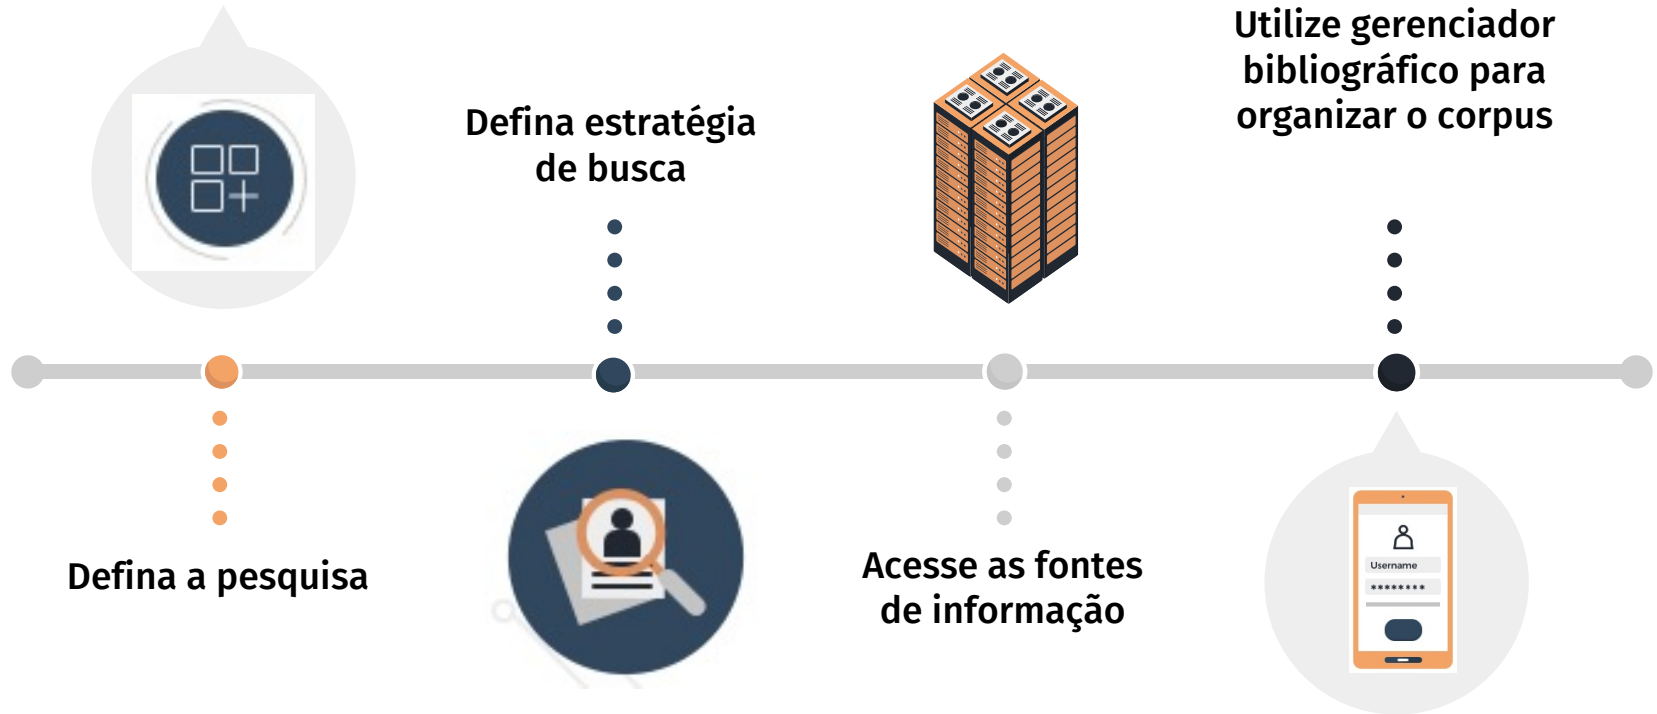 Defina a pesquisa
Defina estratégia
de busca
Acesse as fontes
de informação
Utilize gerenciador
bibliográfico para
organizar o corpus
Username
********